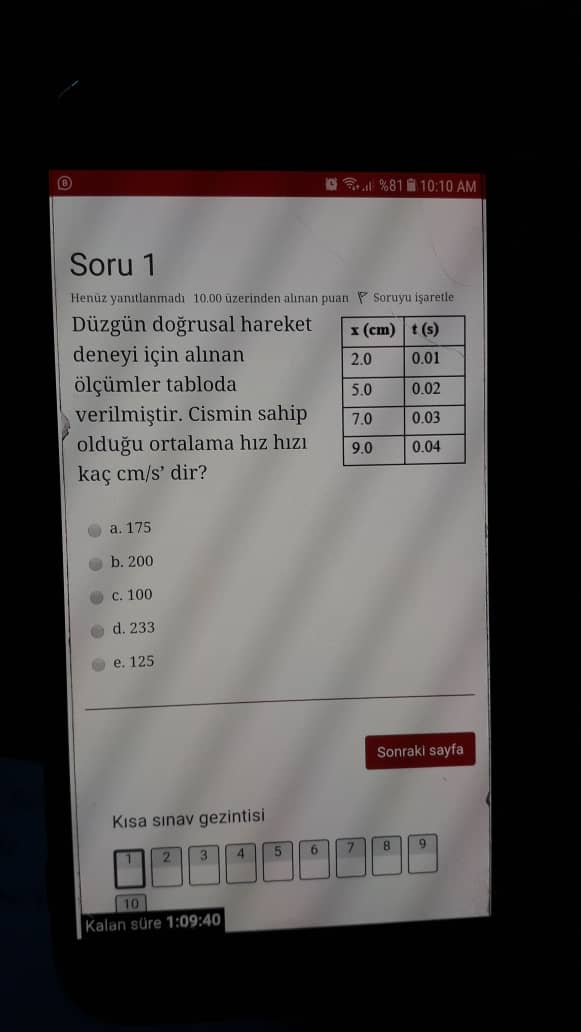 %81 10:10 AM
Soru 1
Henüz yanıtlanmadı 10.00 üzerinden alınan puan Soruyu işaretle
Düzgün doğrusal hareket
deneyi için alınan
ölçümler tabloda
verilmiştir. Cismin sahip
olduğu ortalama hız hızı
kaç cm/s' dir?
x (cm) t (s)
2.0 0.01
5.0 0.02
7.0 0.03
9.0 0.04
a. 175
b. 200
c. 100
d. 233
e. 125
Sonraki sayfa
Kısa sınav gezintisi
1 2 3 4 5 6 7 8 9
10
Kalan süre 1:09:40